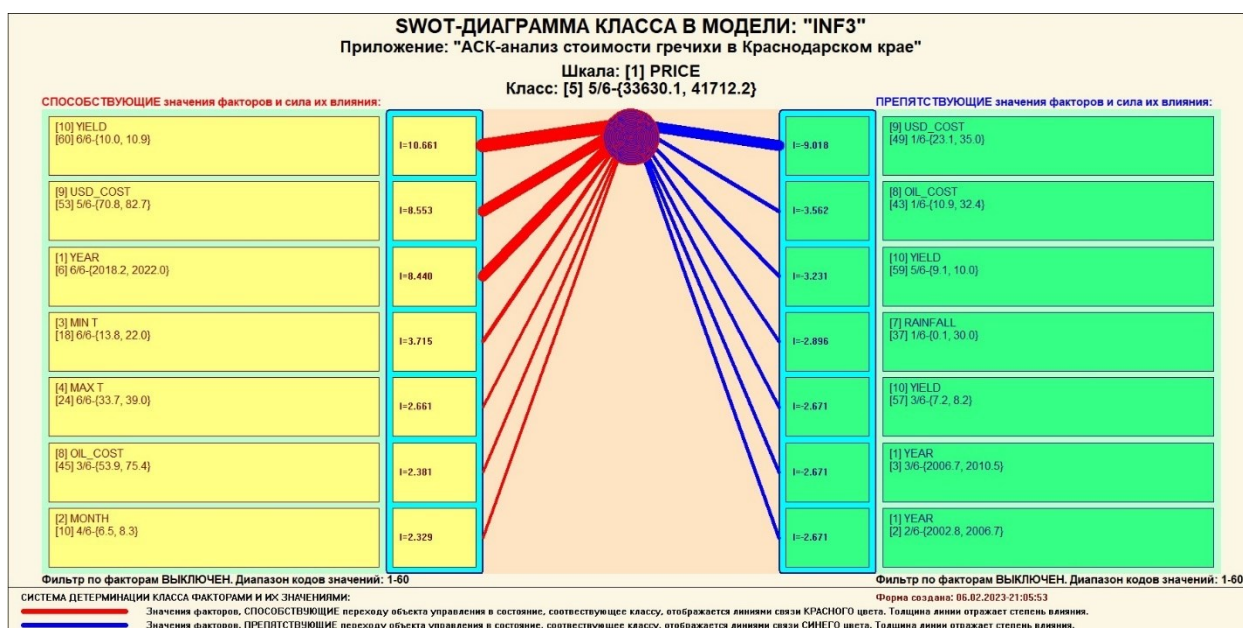 SWOT-ДИАГРАММА КЛАССА В МОДЕЛИ: "INF3"
Приложение: "АСК-анализ стоимости гречихи в Краснодарском крае"
Шкала: [1] PRICE
Класс: [5] 5/6-{33630.1, 41712.2}
СПОСОБСТВУЮЩИЕ значения факторов и сила их влияния:
[10] YIELD
[60] 6/6-{10.0, 10.9}
I=10.661
[9] USD_COST
[53] 5/6-{70.8, 82.7}
I=8.553
[1] YEAR
[6] 6/6-{2018.2, 2022.0}
I=8.440
[3] MIN T
[18] 6/6-{13.8, 22.0}
I=3.715
[4] MAX T
[24] 6/6-{33.7, 39.0}
I=2.661
[8] OIL_COST
[45] 3/6-{53.9, 75.4}
I=2.381
[2] MONTH
[10] 4/6-{6.5, 8.3}
I=2.329
Фильтр по факторам ВЫКЛЮЧЕН. Диапазон кодов значений: 1-60
ПРЕПЯТСТВУЮЩИЕ значения факторов и сила их влияния:
I=-9.018
[9] USD_COST
[49] 1/6-{23.1, 35.0}
I=-3.562
[8] OIL_COST
[43] 1/6-{10.9, 32.4}
I=-3.231
[10] YIELD
[59] 5/6-{9.1, 10.0}
I=-2.896
[7] RAINFALL
[37] 1/6-{0.1, 30.0}
I=-2.671
[10] YIELD
[57] 3/6-{7.2, 8.2}
I=-2.671
[1] YEAR
[3] 3/6-{2006.7, 2010.5}
I=-2.671
[1] YEAR
[2] 2/6-{2002.8, 2006.7}
Фильтр по факторам ВЫКЛЮЧЕН. Диапазон кодов значений: 1-60
СИСТЕМА ДЕТЕРМИНАЦИИ КЛАССА ФАКТОРАМИ И ИХ ЗНАЧЕНИЯМИ:
Форма создана: 06.02.2023-21:05:53
Значения факторов, СПОСОБСТВУЮЩИЕ переходу объекта управления в состояние, соотвествующее классу, отображается линиями связи КРАСНОГО цвета. Толщина линии отражает степень влияния.
Значения факторов, ПРЕПЯТСТВУЮЩИЕ переходу объекта управления в состояние, соотвествующее классу, отображается линиями связи СИНЕГО цвета. Толщина линии отражает степень влияния.